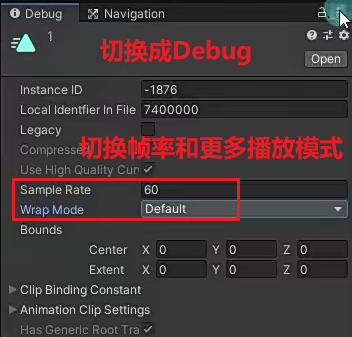 Debug
Navigation
1
切换成Debug
Open
Instance ID
-1876
Local Identfier In File
7400000
Legacy
Compressed
切换帧率和更多播放模式
Use High Quality Cur
Sample Rate
60
Wrap Mode
Default
Bounds
Center X 0 Y 0 Z 0
Extent X 0 Y 0 Z 0
Clip Binding Constant
Animation Clip Settings
Has Generic Root Tra